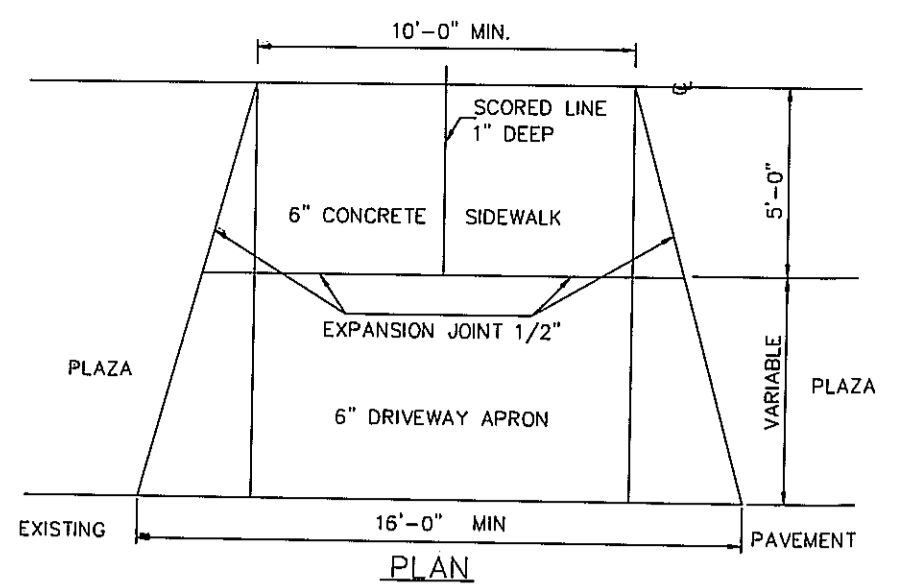 10'-0" MIN.
SCORED LINE
1" DEEP
5'-0"
6" CONCRETE SIDEWALK
EXPANSION JOINT 1/2"
PLAZA
VARIABLE
PLAZA
6" DRIVEWAY APRON
EXISTING
16'-0" MIN
PAVEMENT
PLAN